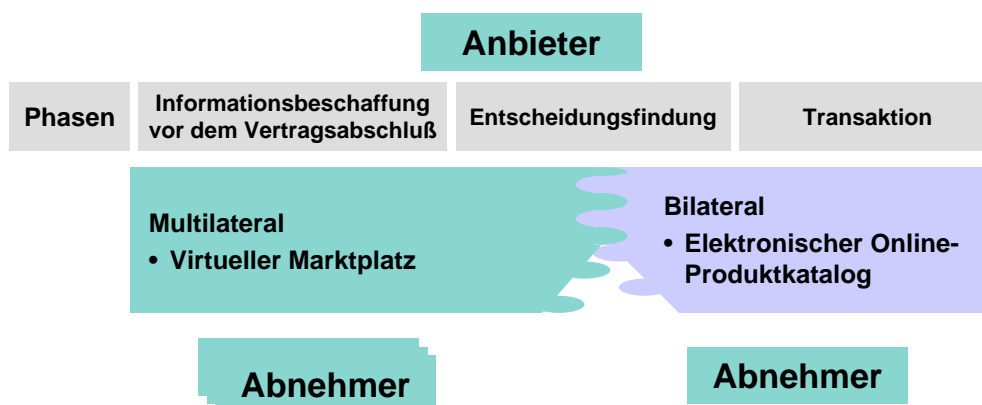 Anbieter
Phasen
Informationsbeschaffung
vor dem Vertragsabschluß
Entscheidungsfindung
Transaktion
Multilateral
• Virtueller Marktplatz
Bilateral
• Elektronischer Online-
Produktkatalog
Abnehmer
Abnehmer